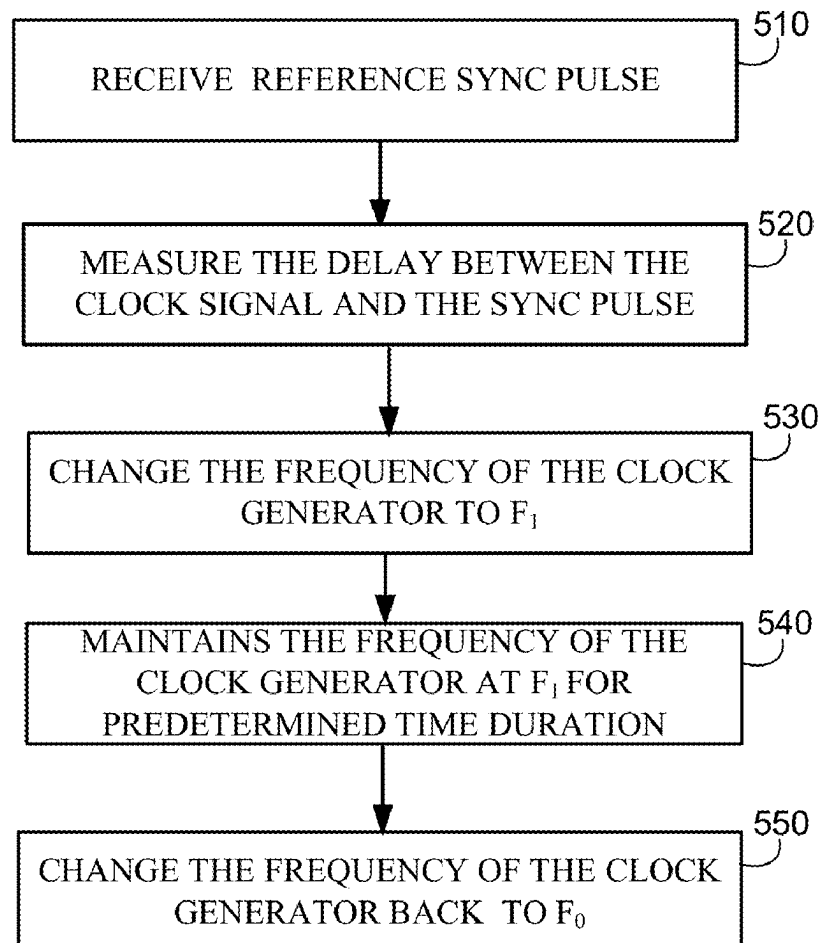 510
RECEIVE REFERENCE SYNC PULSE
520
MEASURE THE DELAY BETWEEN THE
CLOCK SIGNAL AND THE SYNC PULSE
530
CHANGE THE FREQUENCY OF THE CLOCK
GENERATOR TO F₁
540
MAINTAINS THE FREQUENCY OF THE
CLOCK GENERATOR AT F₁ FOR
PREDETERMINED TIME DURATION
550
CHANGE THE FREQUENCY OF THE CLOCK
GENERATOR BACK TO F₀